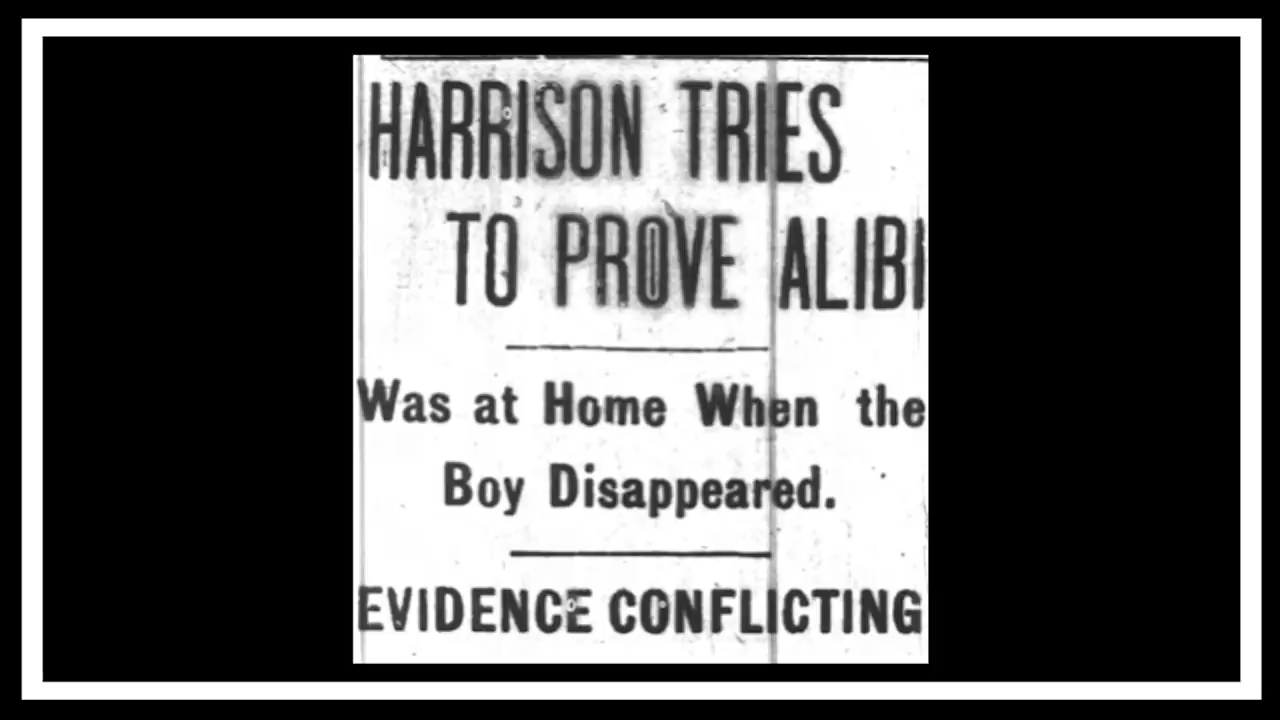 HARRISON TRIES
TO PROVE ALIBI
Was at Home When the
Boy Disappeared.
EVIDENCE CONFLICTING